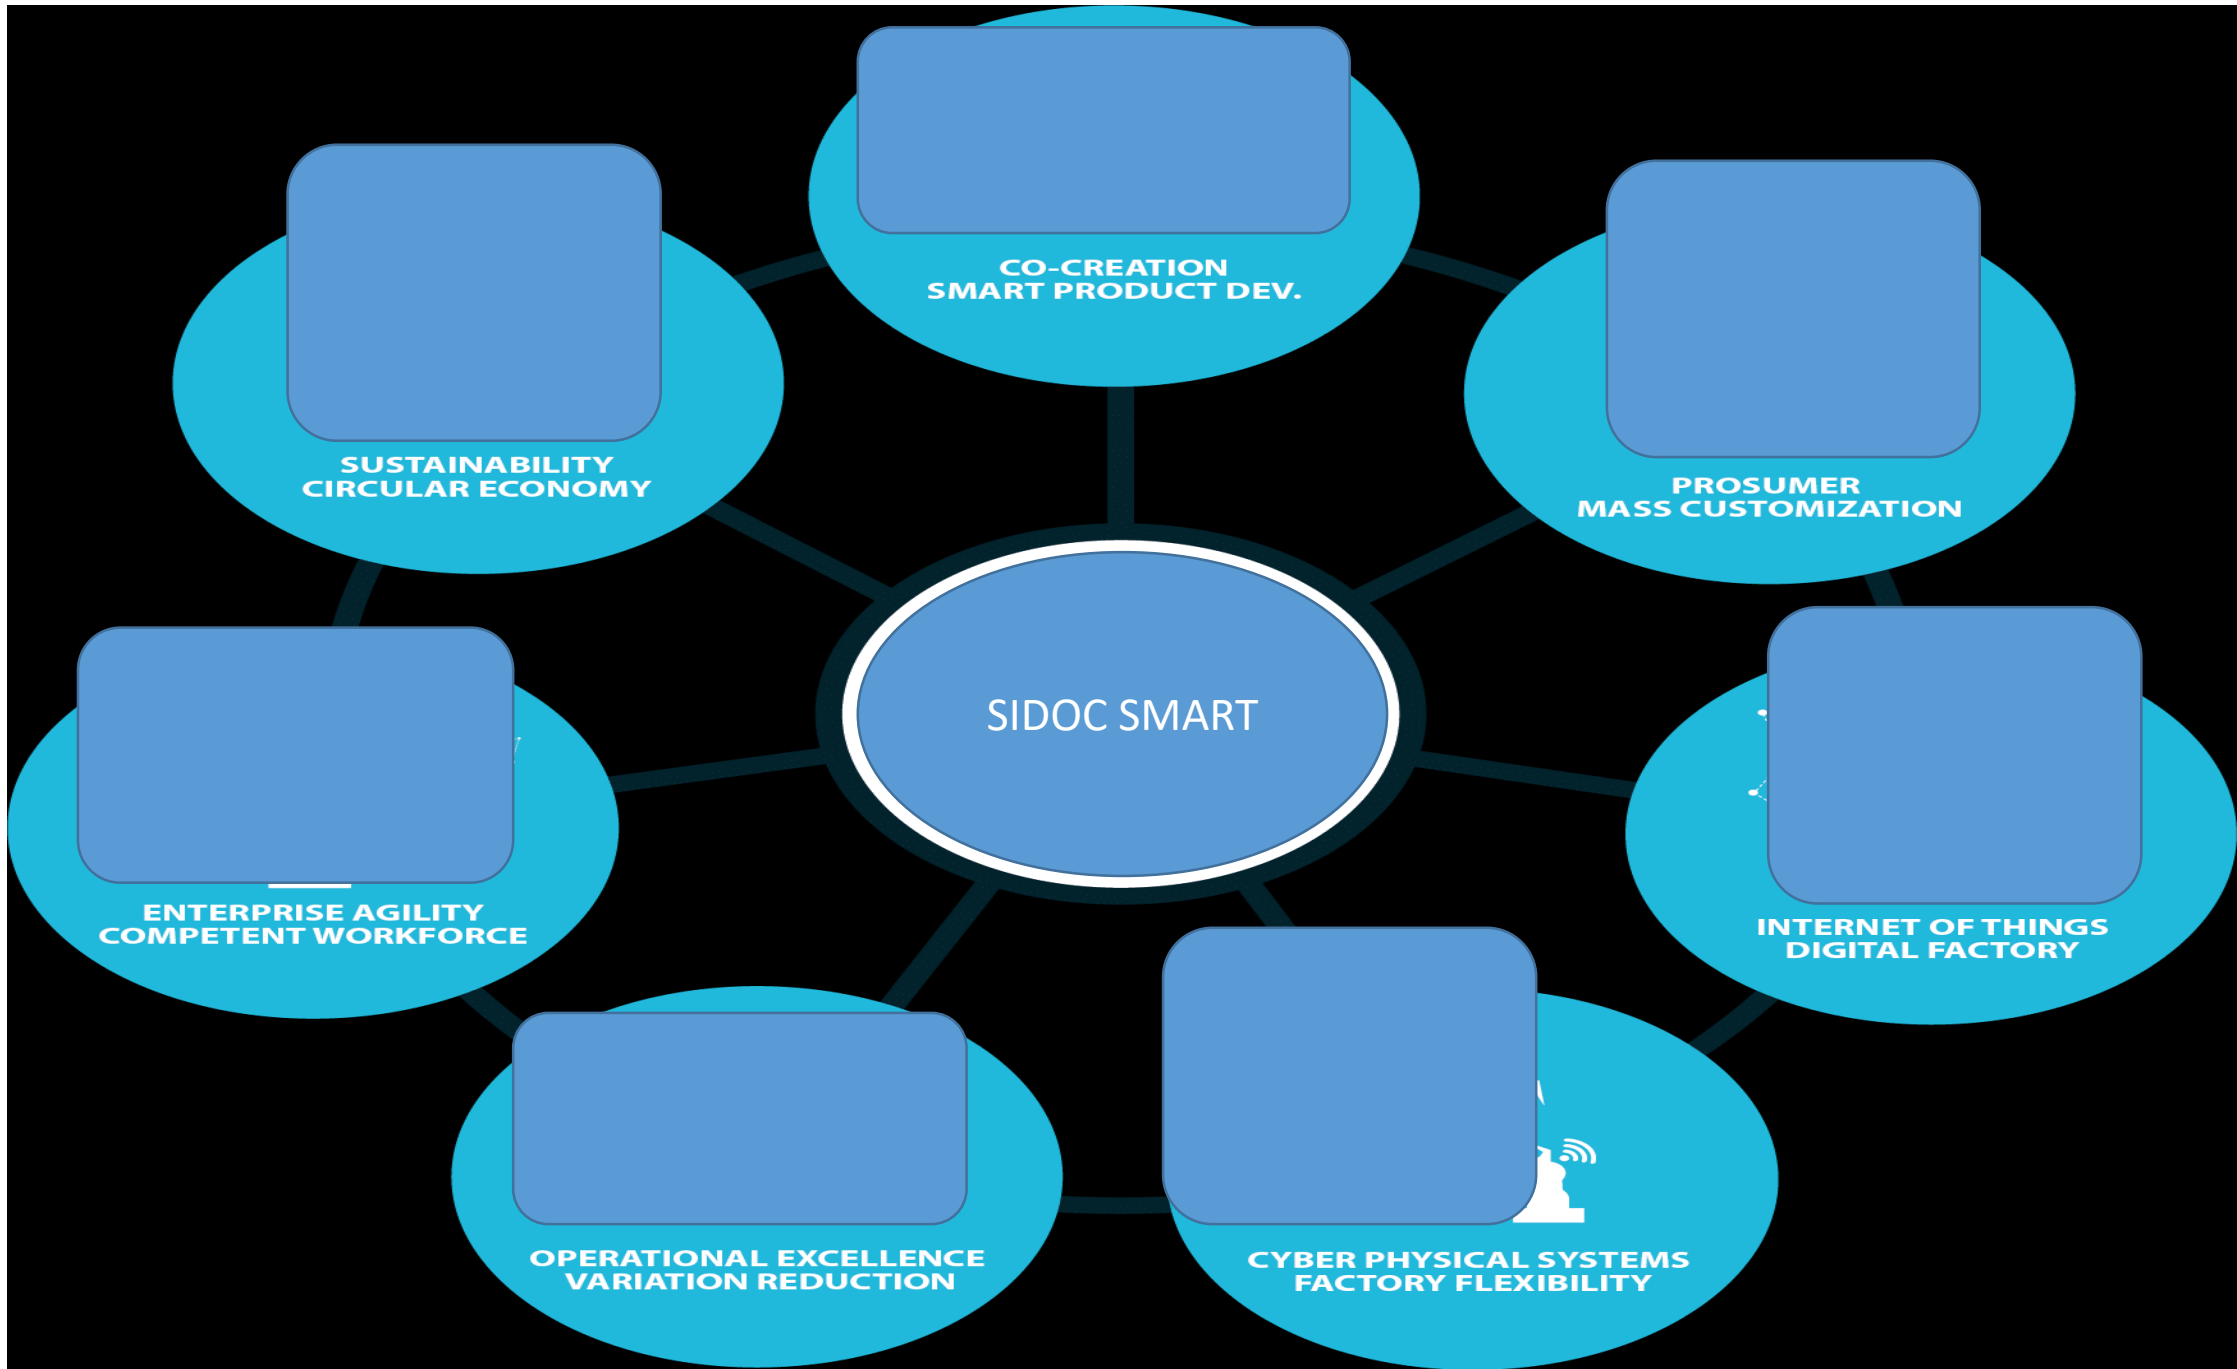 CO-CREATION
SMART PRODUCT DEV.
SUSTAINABILITY
CIRCULAR ECONOMY
PROSUMER
MASS CUSTOMIZATION
SIDOC SMART
ENTERPRISE AGILITY
COMPETENT WORKFORCE
INTERNET OF THINGS
DIGITAL FACTORY
OPERATIONAL EXCELLENCE
VARIATION REDUCTION
CYBER PHYSICAL SYSTEMS
FACTORY FLEXIBILITY